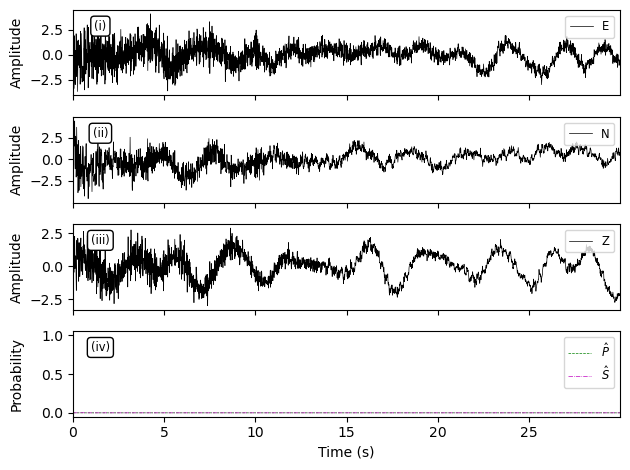 Amplitude
2.5
0.0
−2.5
(i)
E
Amplitude
2.5
0.0
−2.5
(ii)
N
Amplitude
2.5
0.0
−2.5
(iii)
Z
Probability
1.0
0.5
0.0
(iv)
P̂
Ŝ
0 5 10 15 20 25
Time (s)